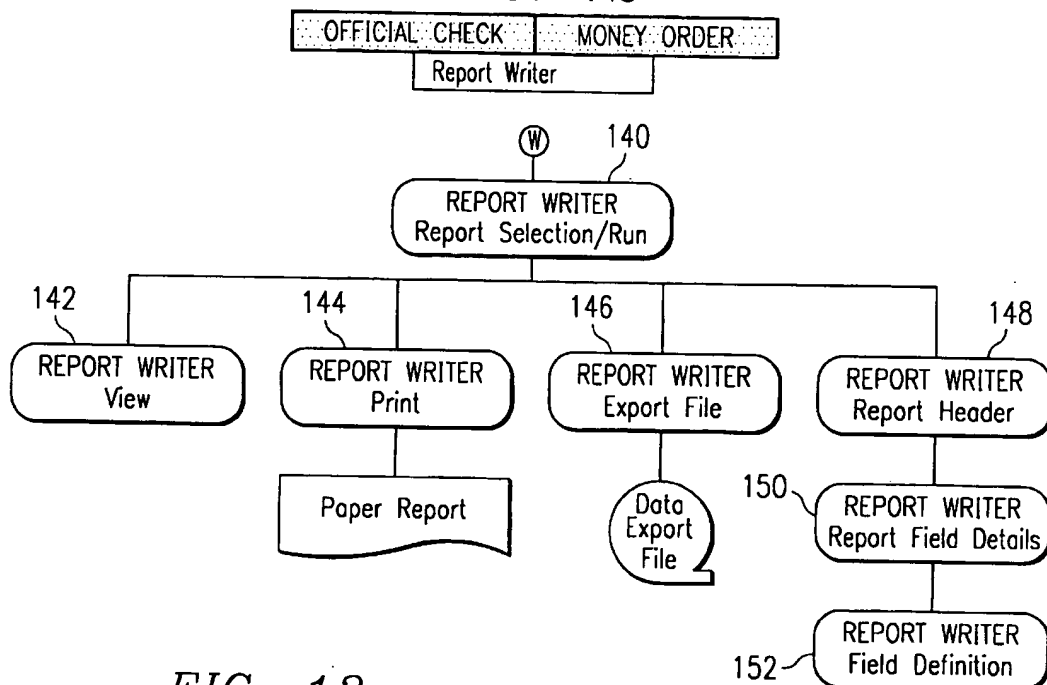 OFFICIAL CHECK MONEY ORDER
Report Writer
W
140
REPORT WRITER
Report Selection/Run
142
REPORT WRITER
View
144
REPORT WRITER
Print
Paper Report
146
REPORT WRITER
Export File
Data
Export
File
148
REPORT WRITER
Report Header
150
REPORT WRITER
Report Field Details
152
REPORT WRITER
Field Definition